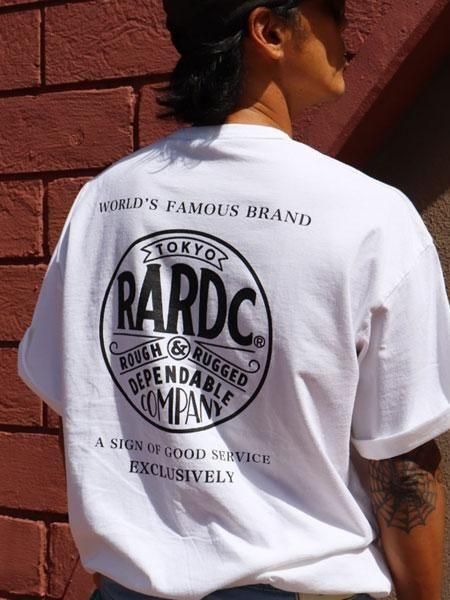 WORLD'S FAMOUS BRAND
TOKYO
RARDC®
ROUGH & RUGGED
DEPENDABLE
COMPANY
A SIGN OF GOOD SERVICE
EXCLUSIVELY